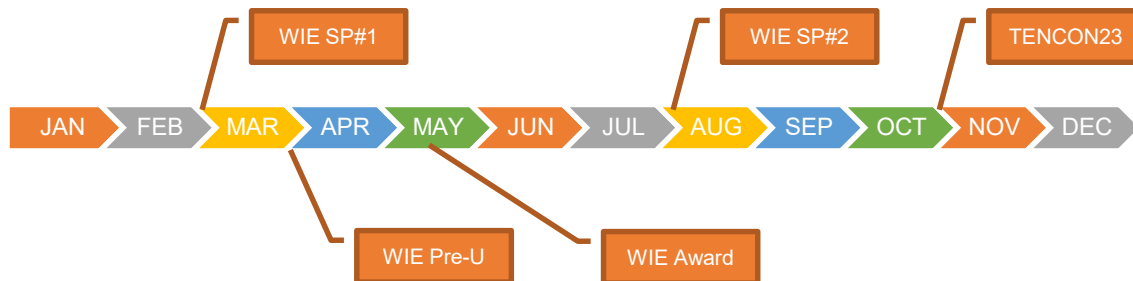 WIE SP#1
WIE SP#2
TENCON23
JAN FEB MAR APR MAY JUN JUL AUG SEP OCT NOV DEC
WIE Pre-U
WIE Award